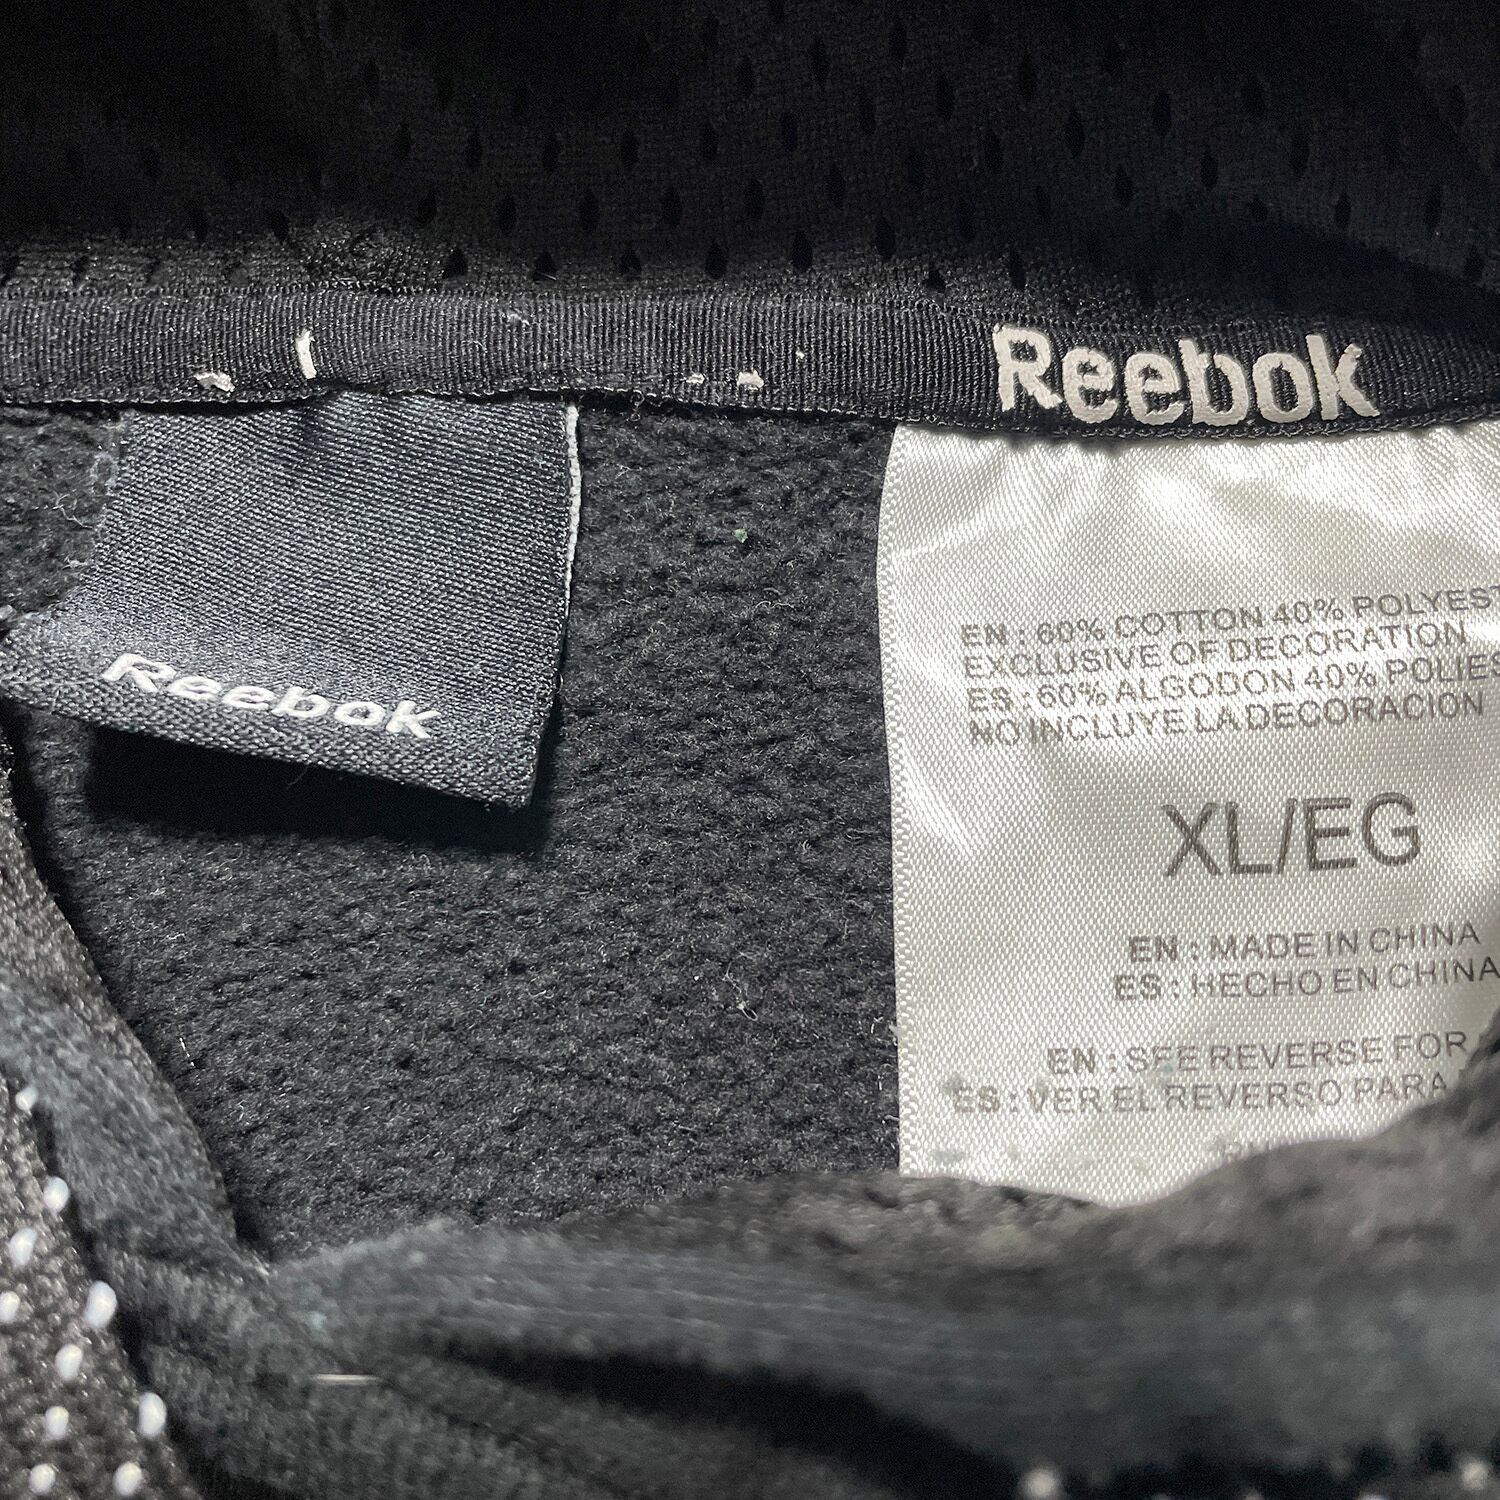 Reebok
Reebok
EN : 60% COTTON 40% POLYEST
EXCLUSIVE OF DECORATION
ES : 60% ALGODON 40% POLIES
NO INCLUYE LA DECORACION
XL/EG
EN : MADE IN CHINA
ES : HECHO EN CHINA
EN : SEE REVERSE FOR
ES : VER EL REVERSO PARA